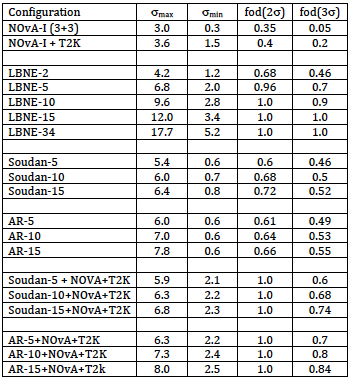 Configuration σmax σmin fod(2σ) fod(3σ)
NOvA-I (3+3) 3.0 0.3 0.35 0.05
NOvA-I + T2K 3.6 1.5 0.4 0.2
LBNE-2 4.2 1.2 0.68 0.46
LBNE-5 6.8 2.0 0.96 0.7
LBNE-10 9.6 2.8 1.0 0.9
LBNE-15 12.0 3.4 1.0 1.0
LBNE-34 17.7 5.2 1.0 1.0
Soudan-5 5.4 0.6 0.6 0.46
Soudan-10 6.0 0.7 0.68 0.5
Soudan-15 6.4 0.8 0.72 0.52
AR-5 6.0 0.6 0.61 0.49
AR-10 7.0 0.6 0.64 0.53
AR-15 7.8 0.6 0.66 0.55
Soudan-5 + NOVA+T2K 5.9 2.1 1.0 0.6
Soudan-10+NOvA+T2K 6.3 2.2 1.0 0.68
Soudan-15+NOvA+T2K 6.8 2.3 1.0 0.74
AR-5+NOvA+T2K 6.3 2.2 1.0 0.7
AR-10+NOvA+T2K 7.3 2.4 1.0 0.8
AR-15+NOvA+T2k 8.0 2.5 1.0 0.84